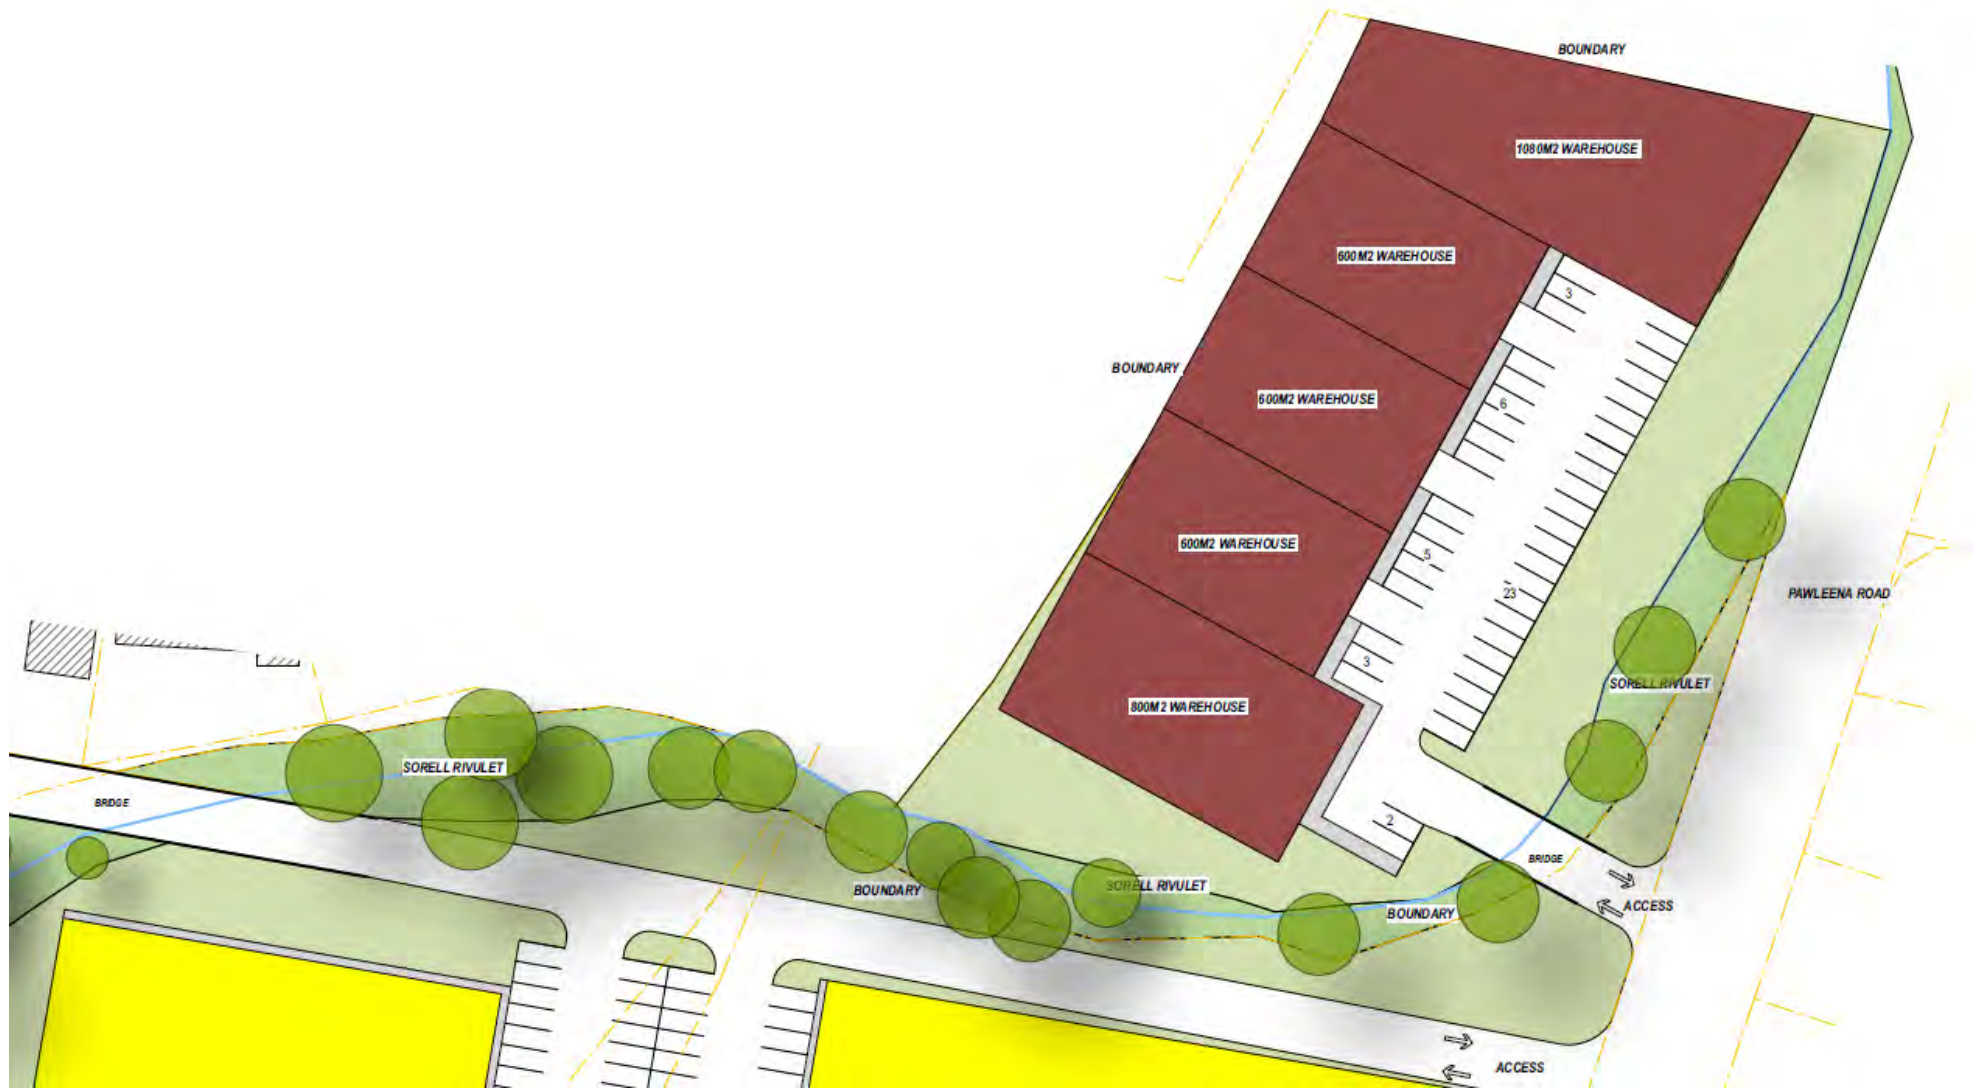 BOUNDARY
1080M2 WAREHOUSE
600M2 WAREHOUSE
3
BOUNDARY
600M2 WAREHOUSE
6
600M2 WAREHOUSE
5
23
PAWLEENA ROAD
3
SORELL RIVULET
800M2 WAREHOUSE
SORELL RIVULET
BRIDGE
2
BRIDGE
BOUNDARY
SORELL RIVULET
BOUNDARY
ACCESS
ACCESS